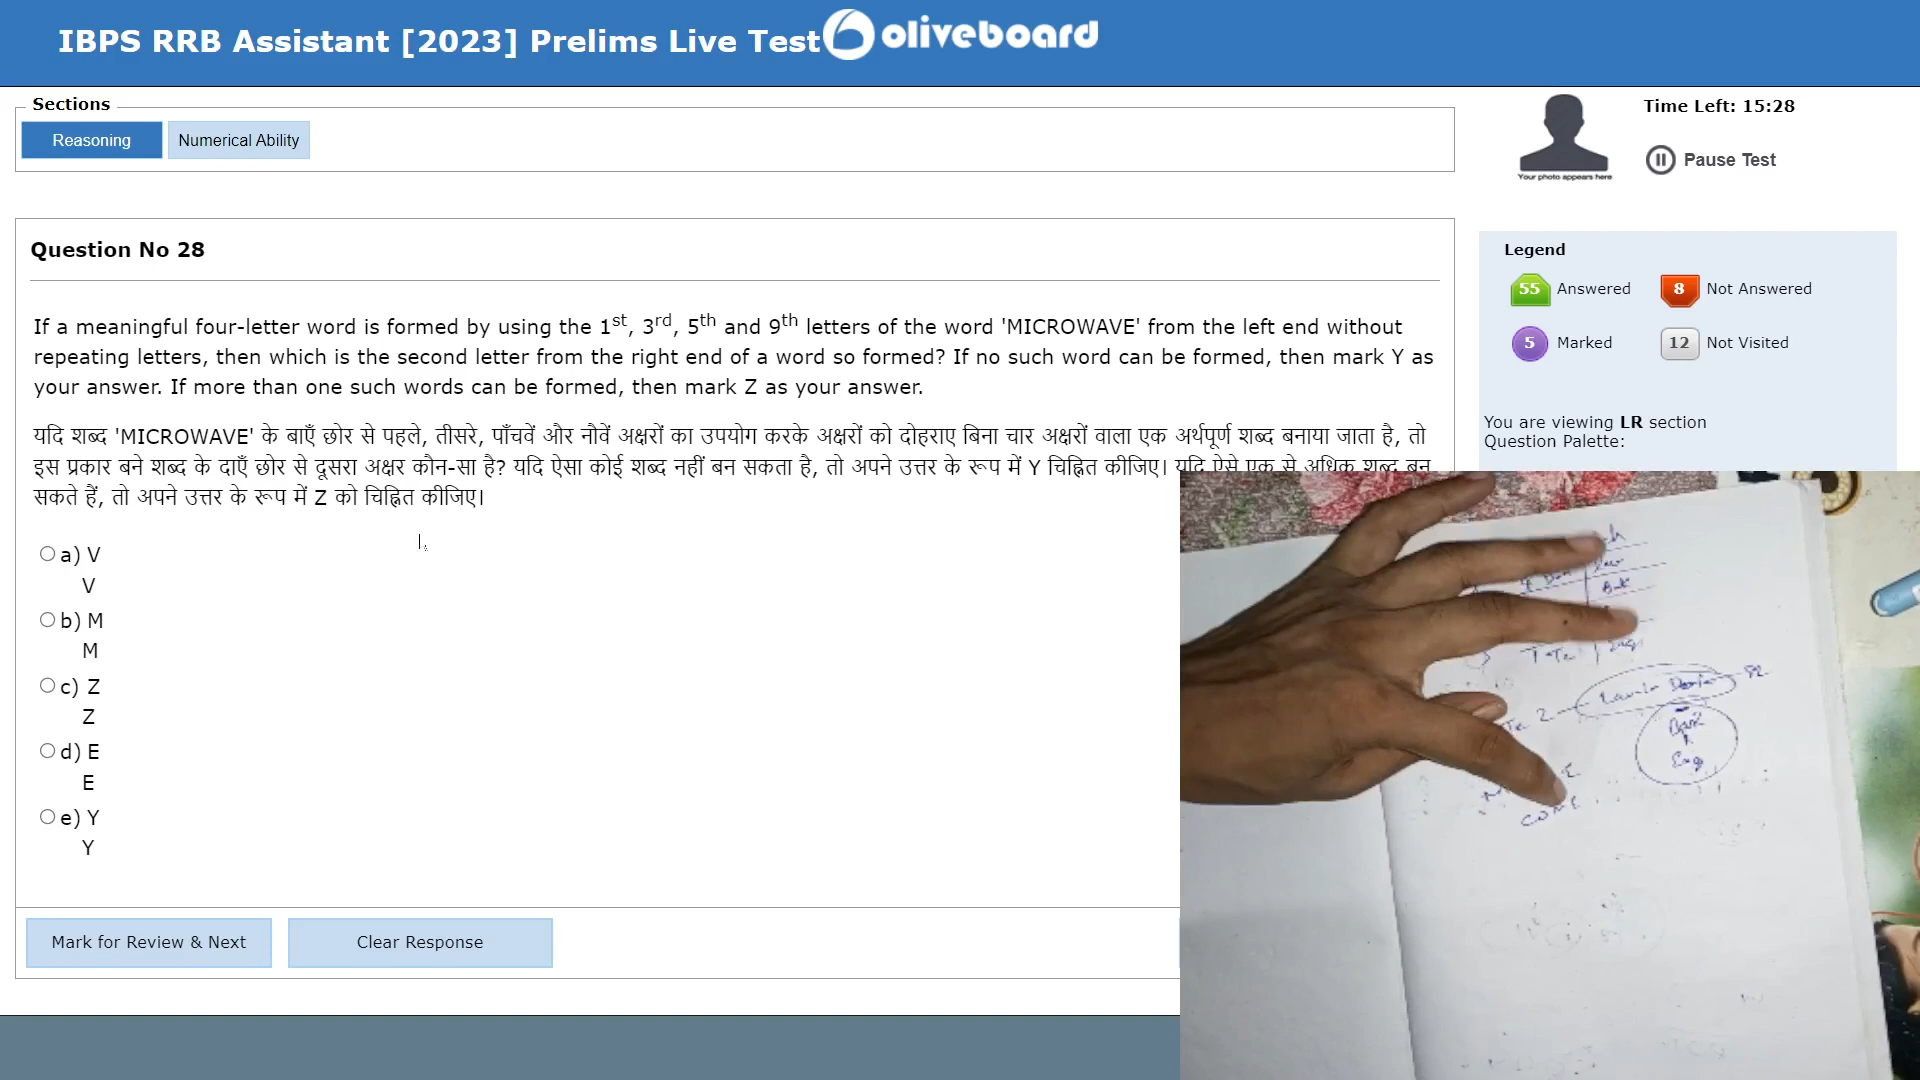 IBPS RRB Assistant [2023] Prelims Live Test oliveboard
Sections
Reasoning
Numerical Ability
Time Left: 15:28
Your photo appears here
Pause Test
Question No 28
If a meaningful four-letter word is formed by using the 1st, 3rd, 5th and 9th letters of the word 'MICROWAVE' from the left end without
repeating letters, then which is the second letter from the right end of a word so formed? If no such word can be formed, then mark Y as
your answer. If more than one such words can be formed, then mark Z as your answer.
यदि शब्द 'MICROWAVE' के बाएँ छोर से पहले, तीसरे, पाँचवें और नौवें अक्षरों का उपयोग करके अक्षरों को दोहराए बिना चार अक्षरों वाला एक अर्थपूर्ण शब्द बनाया जाता है, तो
इस प्रकार बने शब्द के दाएँ छोर से दूसरा अक्षर कौन-सा है? यदि ऐसा कोई शब्द नहीं बन सकता है, तो अपने उत्तर के रूप में Y चिह्नित कीजिए। यदि ऐसे एक से अधिक शब्द बन
सकते हैं, तो अपने उत्तर के रूप में Z को चिह्नित कीजिए।
a) V
V
b) M
M
c) Z
Z
d) E
E
e) Y
Y
Mark for Review & Next
Clear Response
Legend
55 Answered
8 Not Answered
5 Marked
12 Not Visited
You are viewing LR section
Question Palette: